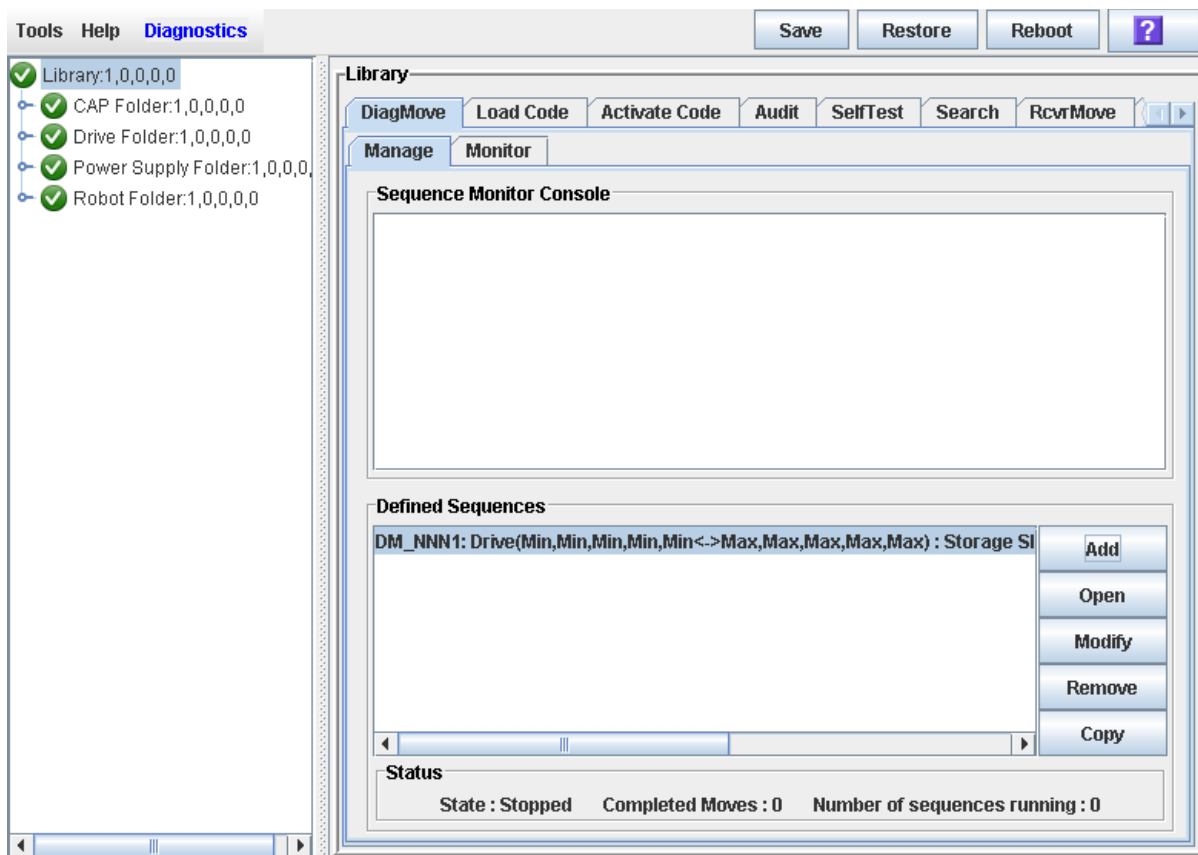 Tools Help Diagnostics
Save Restore Reboot ?
Library:1,0,0,0,0
CAP Folder:1,0,0,0,0
Drive Folder:1,0,0,0,0
Power Supply Folder:1,0,0,0,
Robot Folder:1,0,0,0,0
Library
DiagMove Load Code Activate Code Audit SelfTest Search RcvrMove
Manage Monitor
Sequence Monitor Console
Defined Sequences
DM_NNN1: Drive(Min,Min,Min,Min,Min<->Max,Max,Max,Max,Max) : Storage Sl
Add
Open
Modify
Remove
Copy
Status
State : Stopped Completed Moves : 0 Number of sequences running : 0